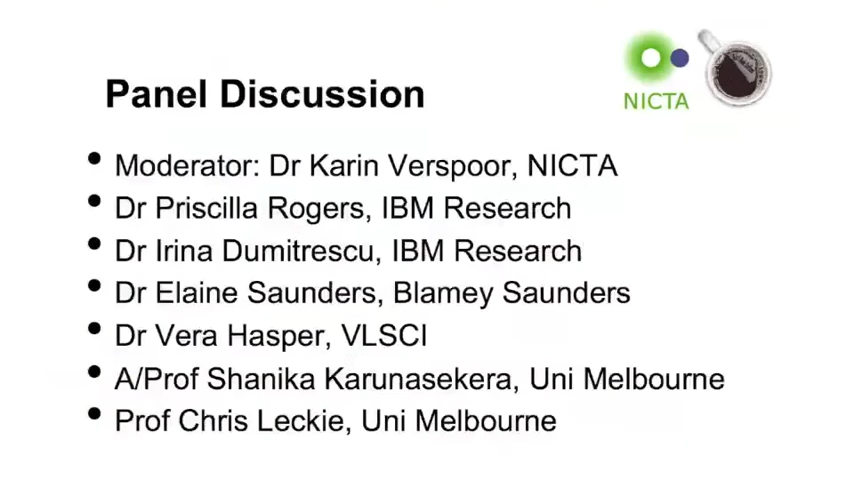 Panel Discussion
NICTA
• Moderator: Dr Karin Verspoor, NICTA
• Dr Priscilla Rogers, IBM Research
• Dr Irina Dumitrescu, IBM Research
• Dr Elaine Saunders, Blamey Saunders
• Dr Vera Hasper, VLSCI
• A/Prof Shanika Karunasekera, Uni Melbourne
• Prof Chris Leckie, Uni Melbourne